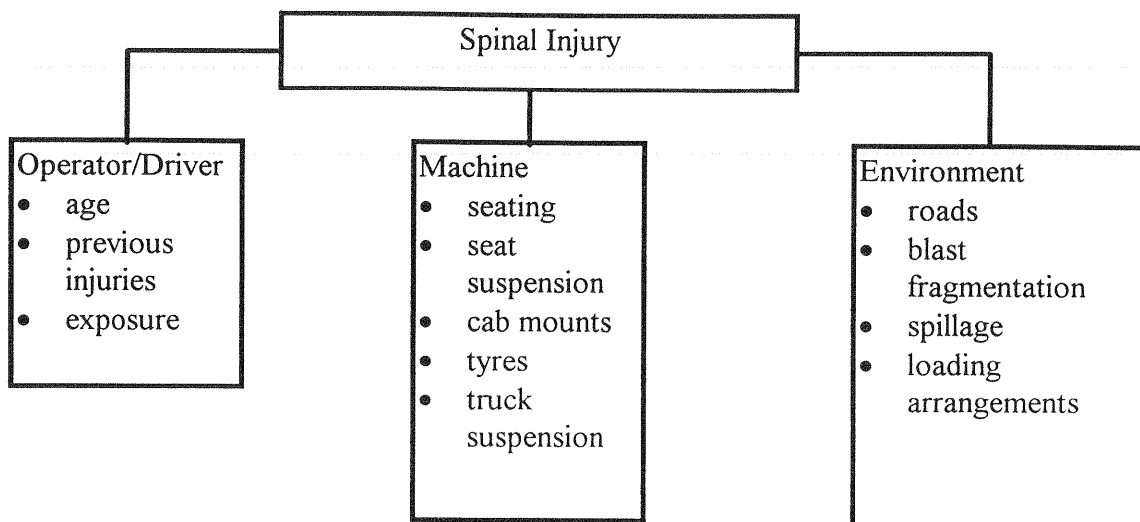 Spinal Injury
Operator/Driver
• age
• previous
injuries
• exposure
Machine
• seating
• seat
suspension
• cab mounts
• tyres
• truck
suspension
Environment
• roads
• blast
fragmentation
• spillage
• loading
arrangements